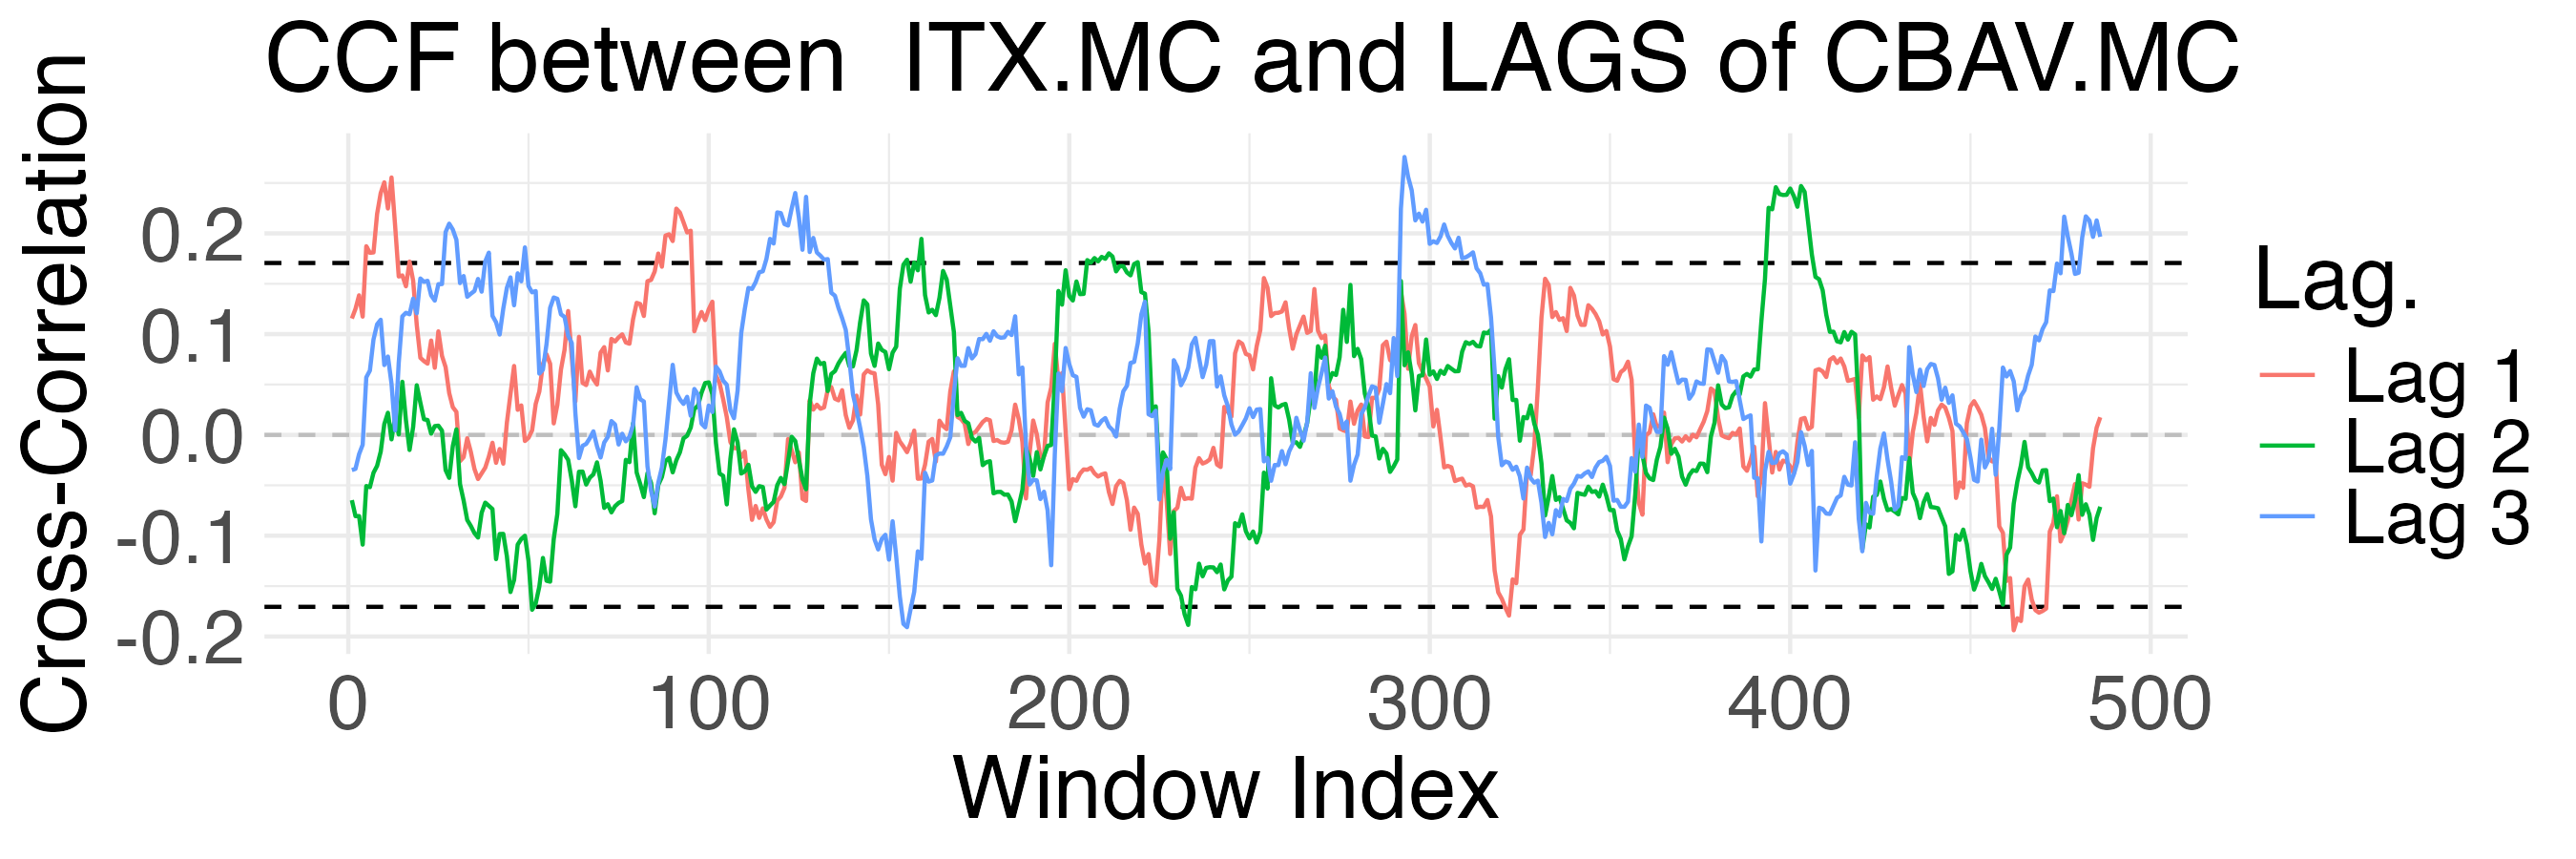 CCF between  ITX.MC and LAGS of CBAV.MC
Cross-Correlation
0.2
0.1
0.0
-0.1
-0.2
0 100 200 300 400 500
Window Index
Lag.
Lag 1
Lag 2
Lag 3